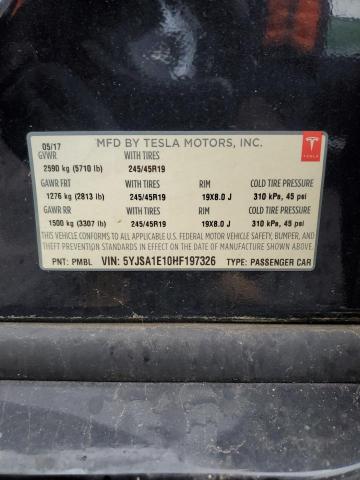 05/17 MFD BY TESLA MOTORS, INC.
GVWR WITH TIRES
2590 kg (5710 lb) 245/45R19
GAWR FRT WITH TIRES RIM COLD TIRE PRESSURE
1276 kg (2813 lb) 245/45R19 19X8.0 J 310 kPa, 45 psi
GAWR RR WITH TIRES RIM COLD TIRE PRESSURE
1500 kg (3307 lb) 245/45R19 19X8.0 J 310 kPa, 45 psi
THIS VEHICLE CONFORMS TO ALL APPLICABLE U.S. FEDERAL MOTOR VEHICLE SAFETY, BUMPER, AND
THEFT PREVENTION STANDARDS IN EFFECT ON THE DATE OF MANUFACTURE SHOWN ABOVE.
PNT: PMBL VIN: 5YJSA1E10HF197326 TYPE: PASSENGER CAR
TESLA